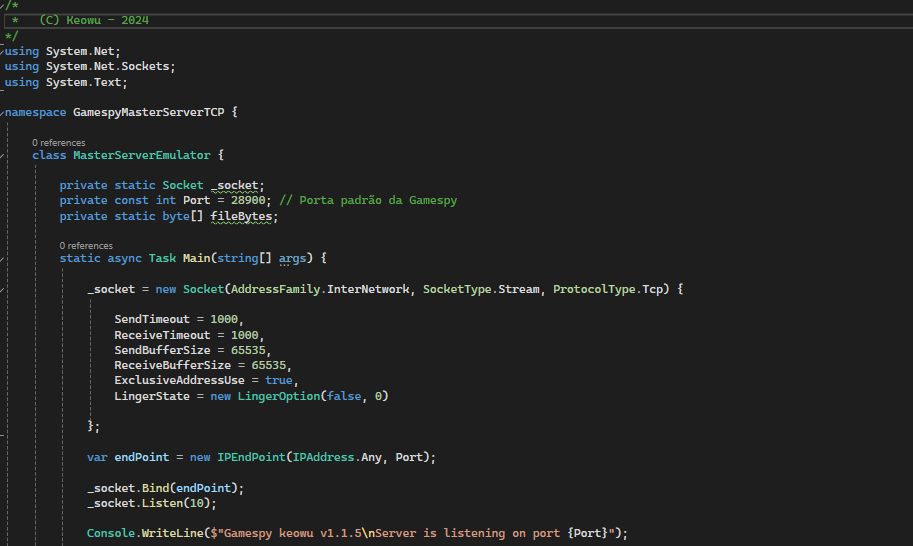 /*
 *   (C) Keowu - 2024
*/
using System.Net;
using System.Net.Sockets;
using System.Text;
namespace GamespyMasterServerTCP {
0 references
class MasterServerEmulator {
private static Socket _socket;
private const int Port = 28900; // Porta padrão da Gamespy
private static byte[] fileBytes;
0 references
static async Task Main(string[] args) {
_socket = new Socket(AddressFamily.InterNetwork, SocketType.Stream, ProtocolType.Tcp) {
SendTimeout = 1000,
ReceiveTimeout = 1000,
SendBufferSize = 65535,
ReceiveBufferSize = 65535,
ExclusiveAddressUse = true,
LingerState = new LingerOption(false, 0)
};
var endPoint = new IPEndPoint(IPAddress.Any, Port);
_socket.Bind(endPoint);
_socket.Listen(10);
Console.WriteLine($"Gamespy keowu v1.1.5\nServer is listening on port {Port}");